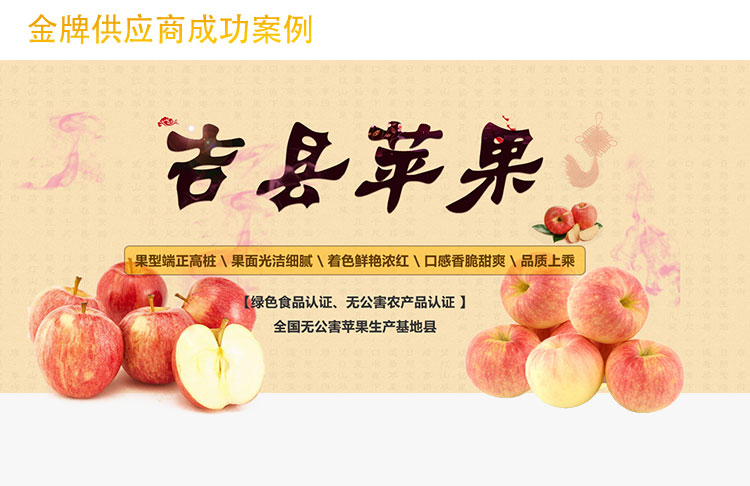 金牌供应商成功案例
吉县苹果
果型端正高桩 \ 果面光洁细腻 \ 着色鲜艳浓红 \ 口感香脆甜爽 \ 品质上乘
【绿色食品认证、无公害农产品认证 】
全国无公害苹果生产基地县